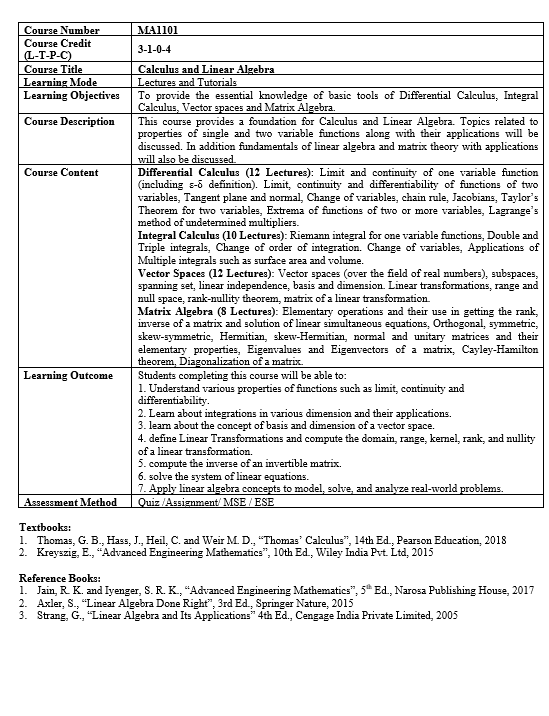 Course Number MA1101
Course Credit
(L-T-P-C) 3-1-0-4
Course Title Calculus and Linear Algebra
Learning Mode Lectures and Tutorials
Learning Objectives To provide the essential knowledge of basic tools of Differential Calculus, Integral
Calculus, Vector spaces and Matrix Algebra.
Course Description This course provides a foundation for Calculus and Linear Algebra. Topics related to
properties of single and two variable functions along with their applications will be
discussed. In addition fundamentals of linear algebra and matrix theory with applications
will also be discussed.
Course Content Differential Calculus (12 Lectures): Limit and continuity of one variable function
(including ε-δ definition). Limit, continuity and differentiability of functions of two
variables, Tangent plane and normal, Change of variables, chain rule, Jacobians, Taylor's
Theorem for two variables, Extrema of functions of two or more variables, Lagrange's
method of undetermined multipliers.
Integral Calculus (10 Lectures): Riemann integral for one variable functions, Double and
Triple integrals, Change of order of integration. Change of variables, Applications of
Multiple integrals such as surface area and volume.
Vector Spaces (12 Lectures): Vector spaces (over the field of real numbers), subspaces,
spanning set, linear independence, basis and dimension. Linear transformations, range and
null space, rank-nullity theorem, matrix of a linear transformation.
Matrix Algebra (8 Lectures): Elementary operations and their use in getting the rank,
inverse of a matrix and solution of linear simultaneous equations, Orthogonal, symmetric,
skew-symmetric, Hermitian, skew-Hermitian, normal and unitary matrices and their
elementary properties, Eigenvalues and Eigenvectors of a matrix, Cayley-Hamilton
theorem, Diagonalization of a matrix.
Learning Outcome Students completing this course will be able to:
1. Understand various properties of functions such as limit, continuity and
differentiability.
2. Learn about integrations in various dimension and their applications.
3. learn about the concept of basis and dimension of a vector space.
4. define Linear Transformations and compute the domain, range, kernel, rank, and nullity
of a linear transformation.
5. compute the inverse of an invertible matrix.
6. solve the system of linear equations.
7. Apply linear algebra concepts to model, solve, and analyze real-world problems.
Assessment Method Quiz /Assignment/ MSE / ESE
Textbooks:
1. Thomas, G. B., Hass, J., Heil, C. and Weir M. D., “Thomas’ Calculus”, 14th Ed., Pearson Education, 2018
2. Kreyszig, E., “Advanced Engineering Mathematics”, 10th Ed., Wiley India Pvt. Ltd, 2015
Reference Books:
1. Jain, R. K. and Iyenger, S. R. K., “Advanced Engineering Mathematics”, 5th Ed., Narosa Publishing House, 2017
2. Axler, S., “Linear Algebra Done Right”, 3rd Ed., Springer Nature, 2015
3. Strang, G., “Linear Algebra and Its Applications” 4th Ed., Cengage India Private Limited, 2005